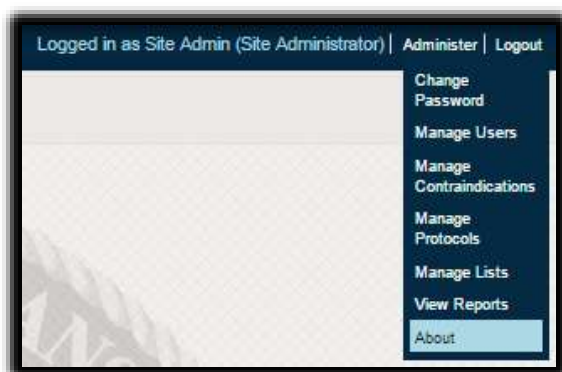 Logged in as Site Admin (Site Administrator) | Administer | Logout
Change
Password
Manage Users
Manage
Contraindications
Manage
Protocols
Manage Lists
View Reports
About